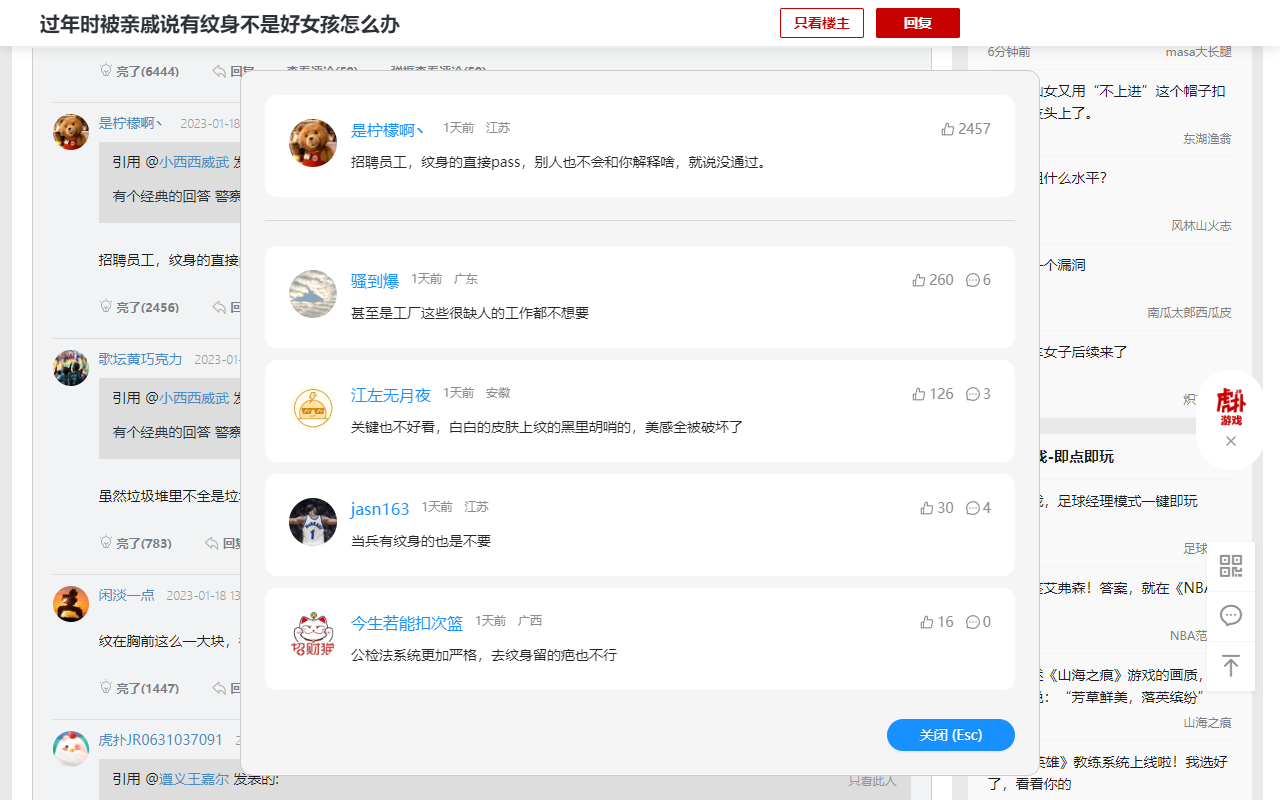 过年时被亲戚说有纹身不是好女孩怎么办
只看楼主
回复
亮了(6444)
是柠檬啊丶 2023-01-18
引用 @小西西威武
有个经典的回答 警察
招聘员工，纹身的直接
亮了(2456)
歌坛黄巧克力 2023-01-
引用 @小西西威武
有个经典的回答 警察
虽然垃圾堆里不全是垃
亮了(783)
闲淡一点 2023-01-18 13
纹在胸前这么一大块，
亮了(1447)
虎扑JR0631037091
引用 @遵义王嘉尔 发表的:
只看此人
是柠檬啊丶 1天前 江苏
2457
招聘员工，纹身的直接pass，别人也不会和你解释啥，就说没通过。
骚到爆 1天前 广东
260 6
甚至是工厂这些很缺人的工作都不想要
江左无月夜 1天前 安徽
126 3
关键也不好看，白白的皮肤上纹的黑里胡哨的，美感全被破坏了
jasn163 1天前 江苏
30 4
当兵有纹身的也是不要
今生若能扣次篮 1天前 广西
16 0
公检法系统更加严格，去纹身留的疤也不行
关闭 (Esc)
6分钟前 masa大长腿
女又用“不上进”这个帽子扣
头上了。
东湖渔翁
什么水平？
风林山火志
个漏洞
南瓜太郎西瓜皮
女子后续来了
虎扑
游戏
戏-即点即玩
，足球经理模式一键即玩
足球
艾弗森！答案，就在《NBA
NBA范
《山海之痕》游戏的画质，
：“芳草鲜美，落英缤纷”
山海之痕
英雄》教练系统上线啦！我选好
了，看看你的